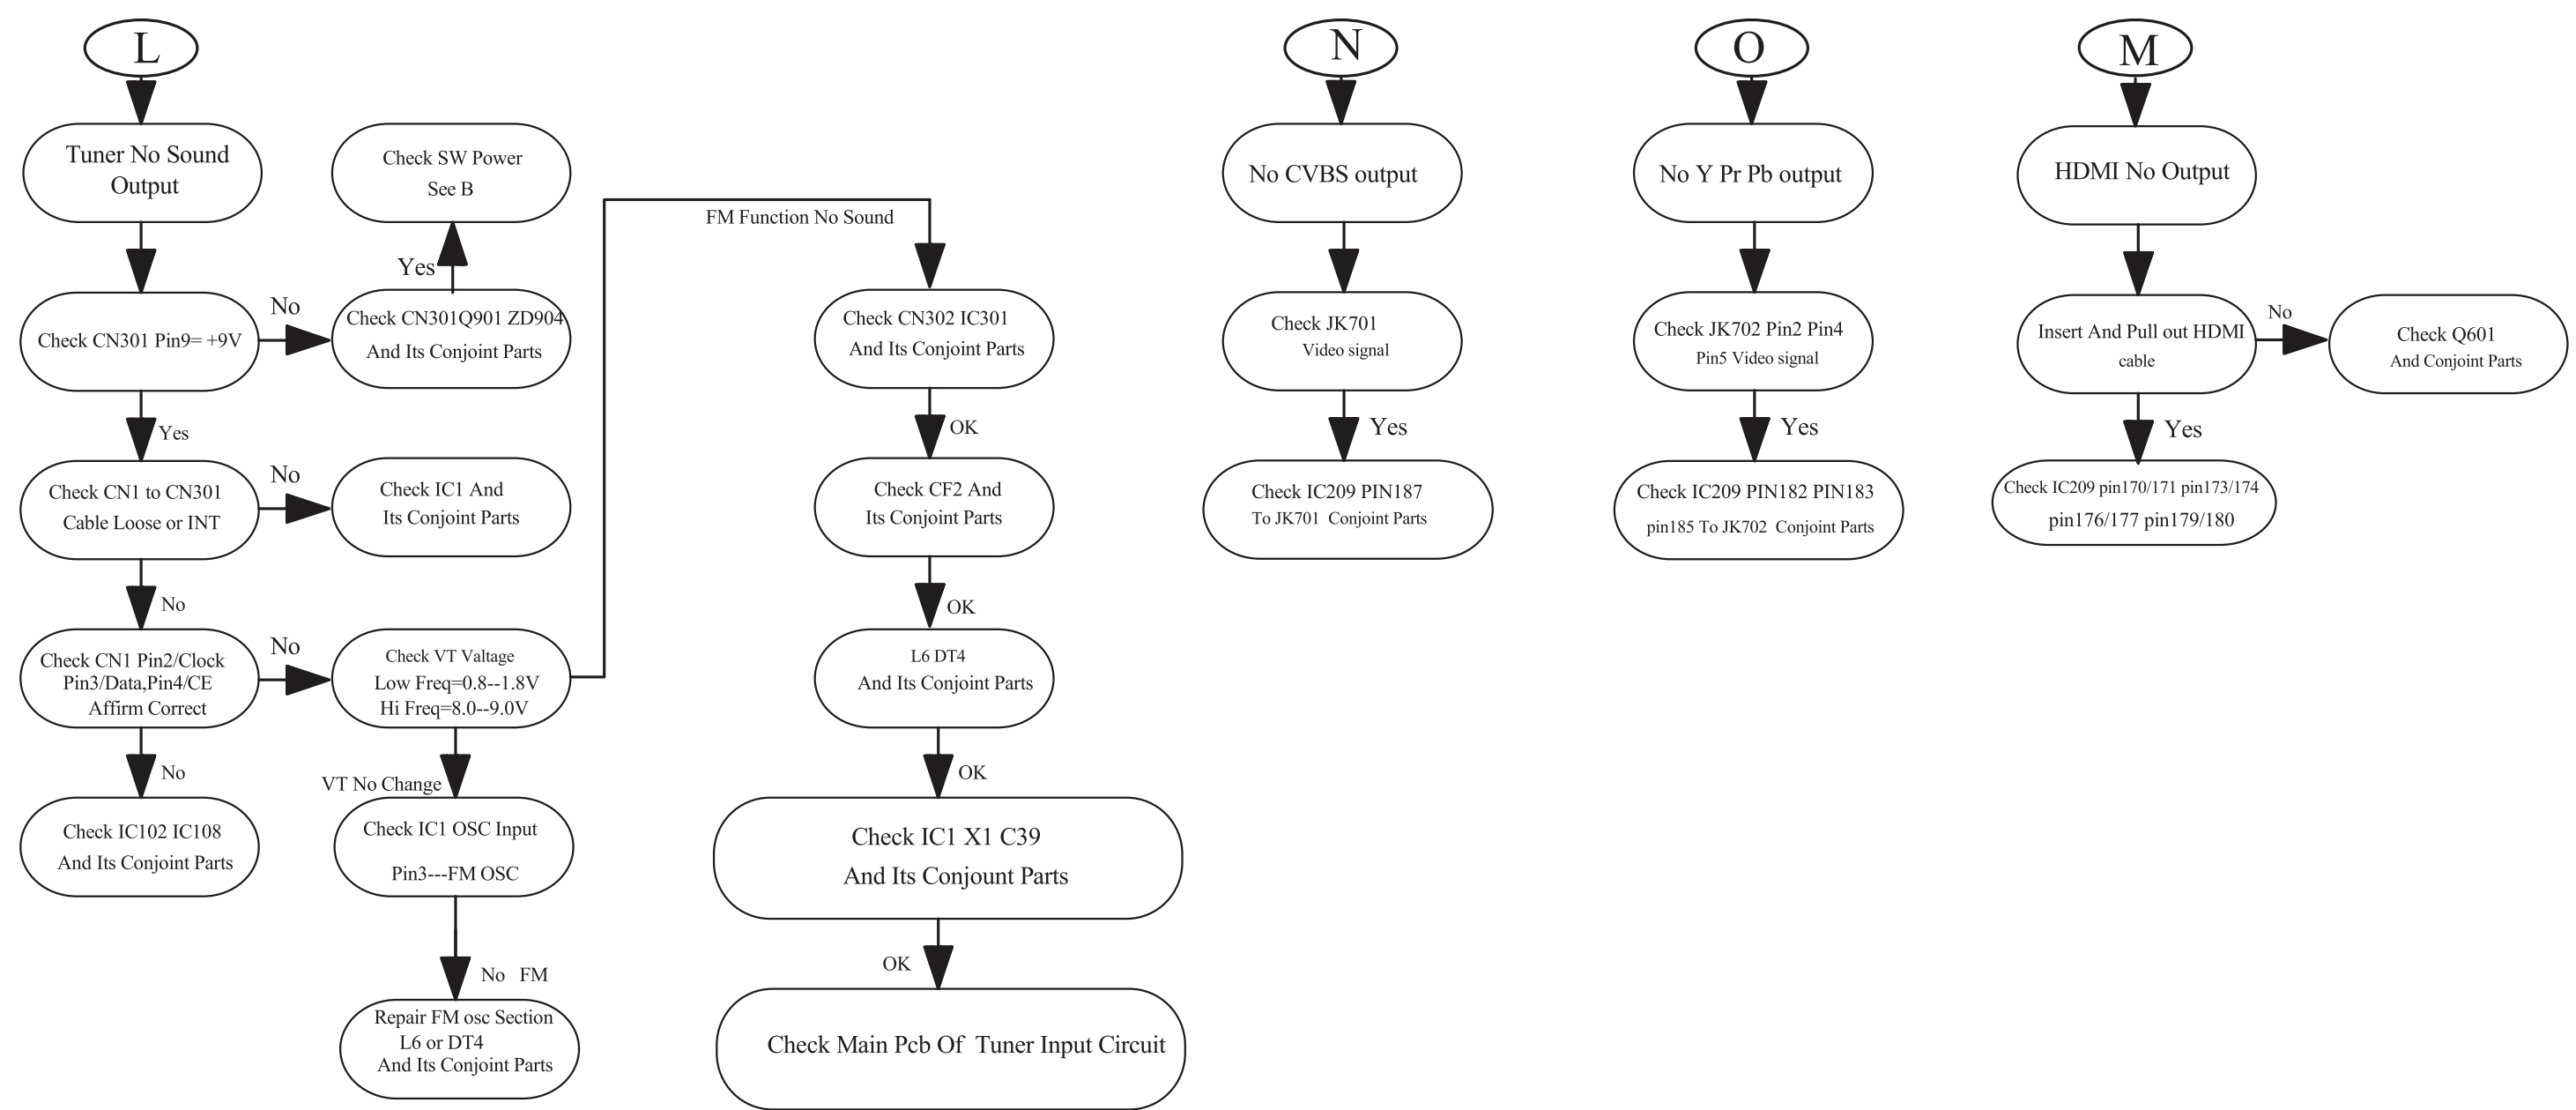 L
Tuner No Sound
Output
Check CN301 Pin9= +9V
No
Check CN301Q901 ZD904
And Its Conjoint Parts
Yes
Check SW Power
See B
Yes
Check CN1 to CN301
Cable Loose or INT
No
Check IC1 And
Its Conjoint Parts
No
Check CN1 Pin2/Clock
Pin3/Data,Pin4/CE
Affirm Correct
No
Check VT Valtage
Low Freq=0.8--1.8V
Hi Freq=8.0--9.0V
No
Check IC102 IC108
And Its Conjoint Parts
VT No Change
Check IC1 OSC Input
Pin3---FM OSC
No FM
Repair FM osc Section
L6 or DT4
And Its Conjoint Parts
FM Function No Sound
Check CN302 IC301
And Its Conjoint Parts
OK
Check CF2 And
Its Conjoint Parts
OK
L6 DT4
And Its Conjoint Parts
OK
Check IC1 X1 C39
And Its Conjount Parts
OK
Check Main Pcb Of Tuner Input Circuit
N
No CVBS output
Check JK701
Video signal
Yes
Check IC209 PIN187
To JK701 Conjoint Parts
O
No Y Pr Pb output
Check JK702 Pin2 Pin4
Pin5 Video signal
Yes
Check IC209 PIN182 PIN183
pin185 To JK702 Conjoint Parts
M
HDMI No Output
Insert And Pull out HDMI
cable
No
Check Q601
And Conjoint Parts
Yes
Check IC209 pin170/171 pin173/174
pin176/177 pin179/180